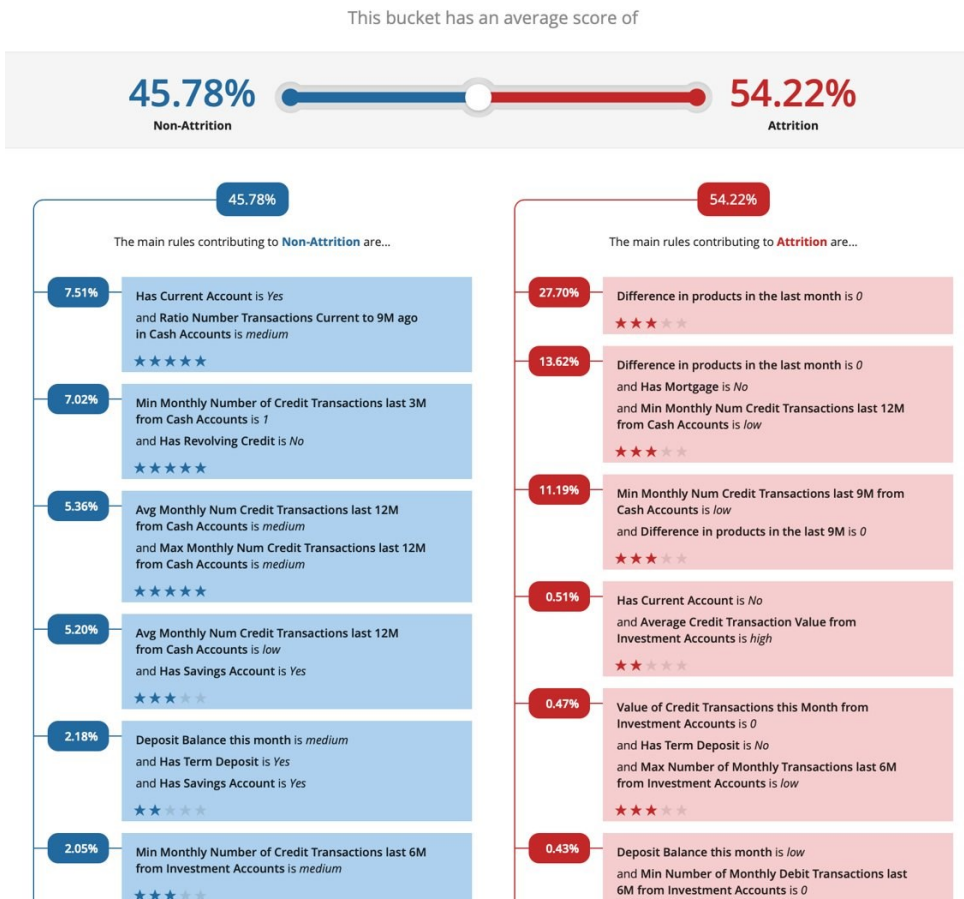 This bucket has an average score of
45.78%
Non-Attrition
54.22%
Attrition
45.78%
The main rules contributing to Non-Attrition are...
7.51%
Has Current Account is Yes
and Ratio Number Transactions Current to 9M ago
in Cash Accounts is medium
7.02%
Min Monthly Number of Credit Transactions last 3M
from Cash Accounts is 1
and Has Revolving Credit is No
5.36%
Avg Monthly Num Credit Transactions last 12M
from Cash Accounts is medium
and Max Monthly Num Credit Transactions last 12M
from Cash Accounts is medium
5.20%
Avg Monthly Num Credit Transactions last 12M
from Cash Accounts is low
and Has Savings Account is Yes
2.18%
Deposit Balance this month is medium
and Has Term Deposit is Yes
and Has Savings Account is Yes
2.05%
Min Monthly Number of Credit Transactions last 6M
from Investment Accounts is medium
54.22%
The main rules contributing to Attrition are...
27.70%
Difference in products in the last month is 0
13.62%
Difference in products in the last month is 0
and Has Mortgage is No
and Min Monthly Num Credit Transactions last 12M
from Cash Accounts is low
11.19%
Min Monthly Num Credit Transactions last 9M from
Cash Accounts is low
and Difference in products in the last 9M is 0
0.51%
Has Current Account is No
and Average Credit Transaction Value from
Investment Accounts is high
0.47%
Value of Credit Transactions this Month from
Investment Accounts is 0
and Has Term Deposit is No
and Max Number of Monthly Transactions last 6M
from Investment Accounts is low
0.43%
Deposit Balance this month is low
and Min Number of Monthly Debit Transactions last
6M from Investment Accounts is 0